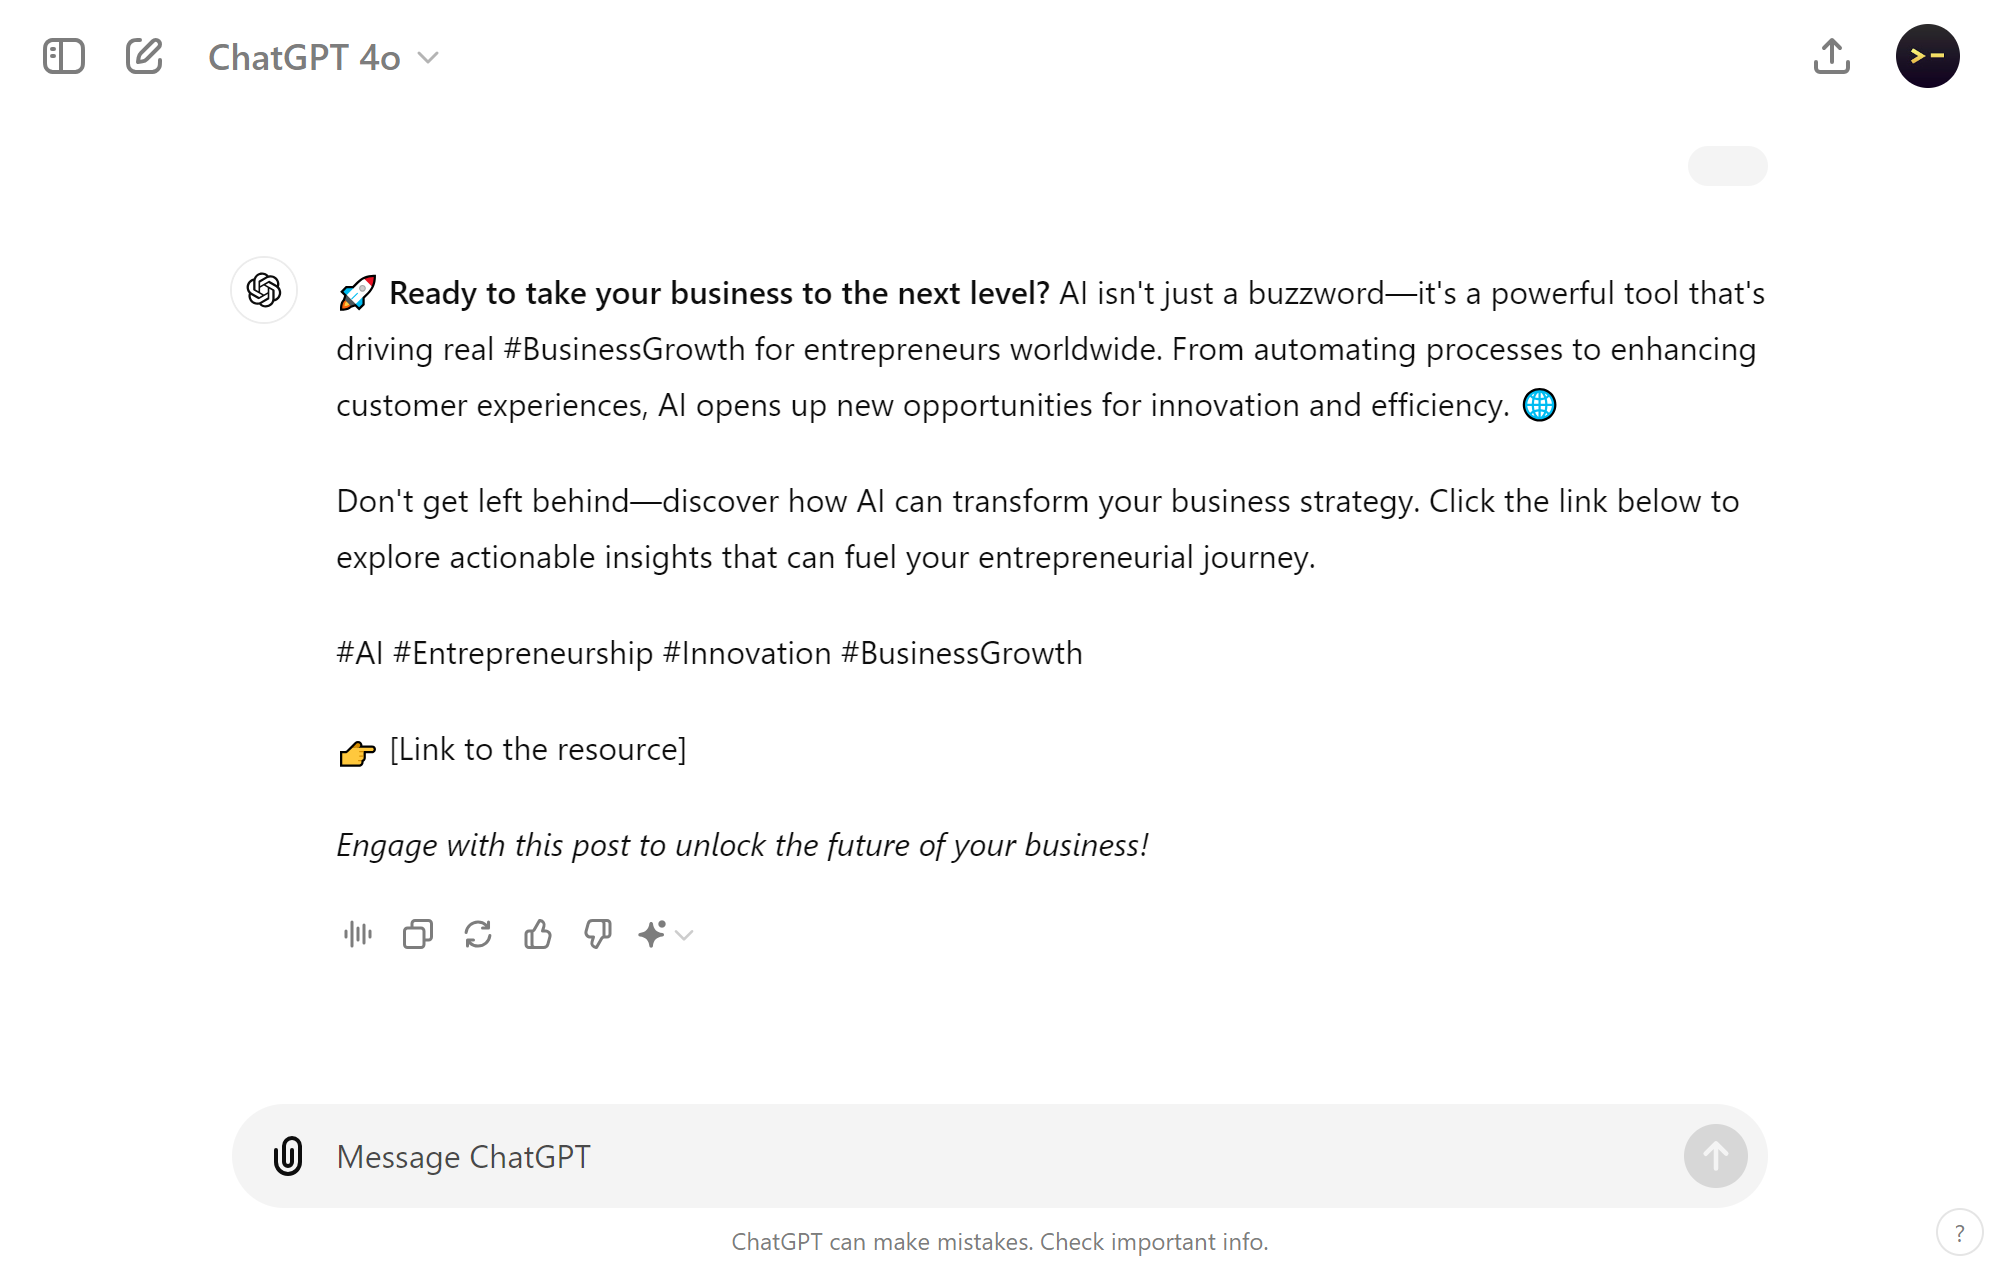 ChatGPT 4o
🚀 Ready to take your business to the next level? AI isn't just a buzzword—it's a powerful tool that's
driving real #BusinessGrowth for entrepreneurs worldwide. From automating processes to enhancing
customer experiences, AI opens up new opportunities for innovation and efficiency. 🌐
Don't get left behind—discover how AI can transform your business strategy. Click the link below to
explore actionable insights that can fuel your entrepreneurial journey.
#AI #Entrepreneurship #Innovation #BusinessGrowth
👉 [Link to the resource]
Engage with this post to unlock the future of your business!
Message ChatGPT
ChatGPT can make mistakes. Check important info.
?